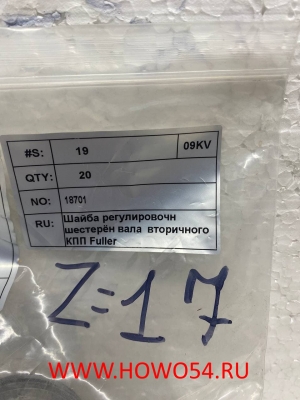 #S: 19 09KV
QTY: 20
NO: 18701
RU: Шайба регулировочн
шестерён вала вторичного
КПП Fuller
Z=17
WWW.HOWO54.RU